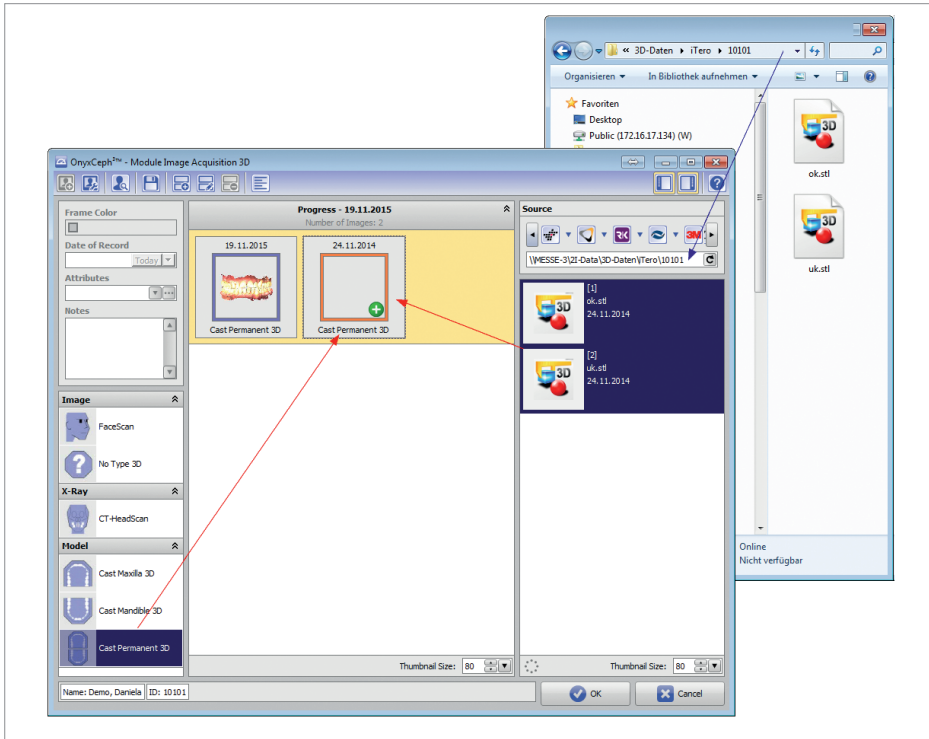 « 3D-Daten ▸ iTero ▸ 10101
Organisieren In Bibliothek aufnehmen
Favoriten
Desktop
Public (172.16.17.134) (W)
ok.stl
uk.stl
Online
Nicht verfügbar
OnyxCeph³™ - Module Image Acquisition 3D
Frame Color
Date of Record
Today
Attributes
Notes
Image
FaceScan
No Type 3D
X-Ray
CT-HeadScan
Model
Cast Maxilla 3D
Cast Mandible 3D
Cast Permanent 3D
Progress - 19.11.2015
Number of Images: 2
19.11.2015
Cast Permanent 3D
24.11.2014
Cast Permanent 3D
Thumbnail Size: 80
Source
3M
\\MESSE-3\2I-Data\3D-Daten\iTero\10101
3D
[1]
ok.stl
24.11.2014
3D
[2]
uk.stl
24.11.2014
Thumbnail Size: 80
Name: Demo, Daniela ID: 10101
OK
Cancel
3D
3D